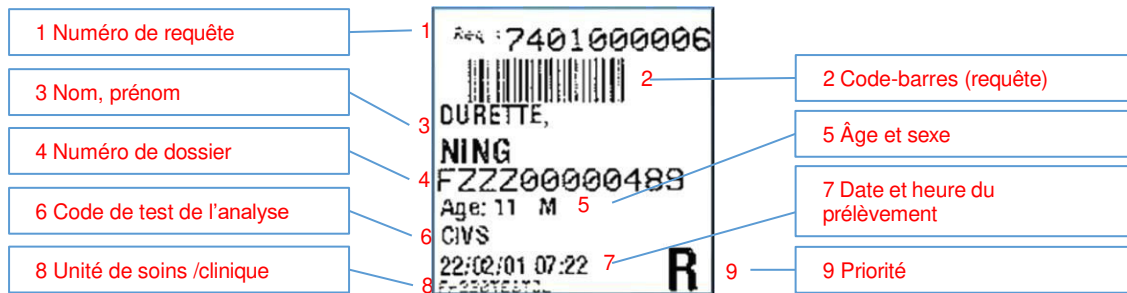 1 Numéro de requête
3 Nom, prénom
4 Numéro de dossier
6 Code de test de l'analyse
8 Unité de soins /clinique
1 Req : 7401000006
2
3 DURETTE,
NING
4 FZZZ00000489
Age: 11 M 5
6 CIVS
22/02/01 07:22 7 R 9
8
2 Code-barres (requête)
5 Âge et sexe
7 Date et heure du
prélèvement
9 Priorité